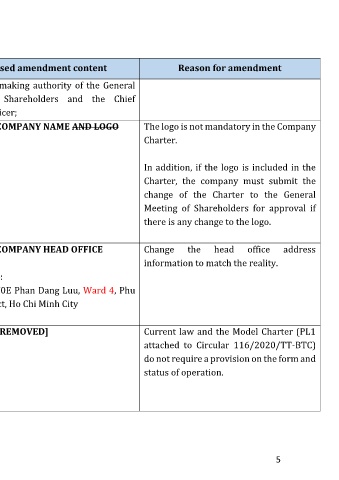 sed amendment content
Reason for amendment
making authority of the General
Shareholders and the Chief
icer;
COMPANY NAME AND LOGO
The logo is not mandatory in the Company
Charter.
In addition, if the logo is included in the
Charter, the company must submit the
change of the Charter to the General
Meeting of Shareholders for approval if
there is any change to the logo.
COMPANY HEAD OFFICE
:
0E Phan Dang Luu, Ward 4, Phu
ct, Ho Chi Minh City
Change the head office address
information to match the reality.
REMOVED]
Current law and the Model Charter (PL1
attached to Circular 116/2020/TT-BTC)
do not require a provision on the form and
status of operation.
5